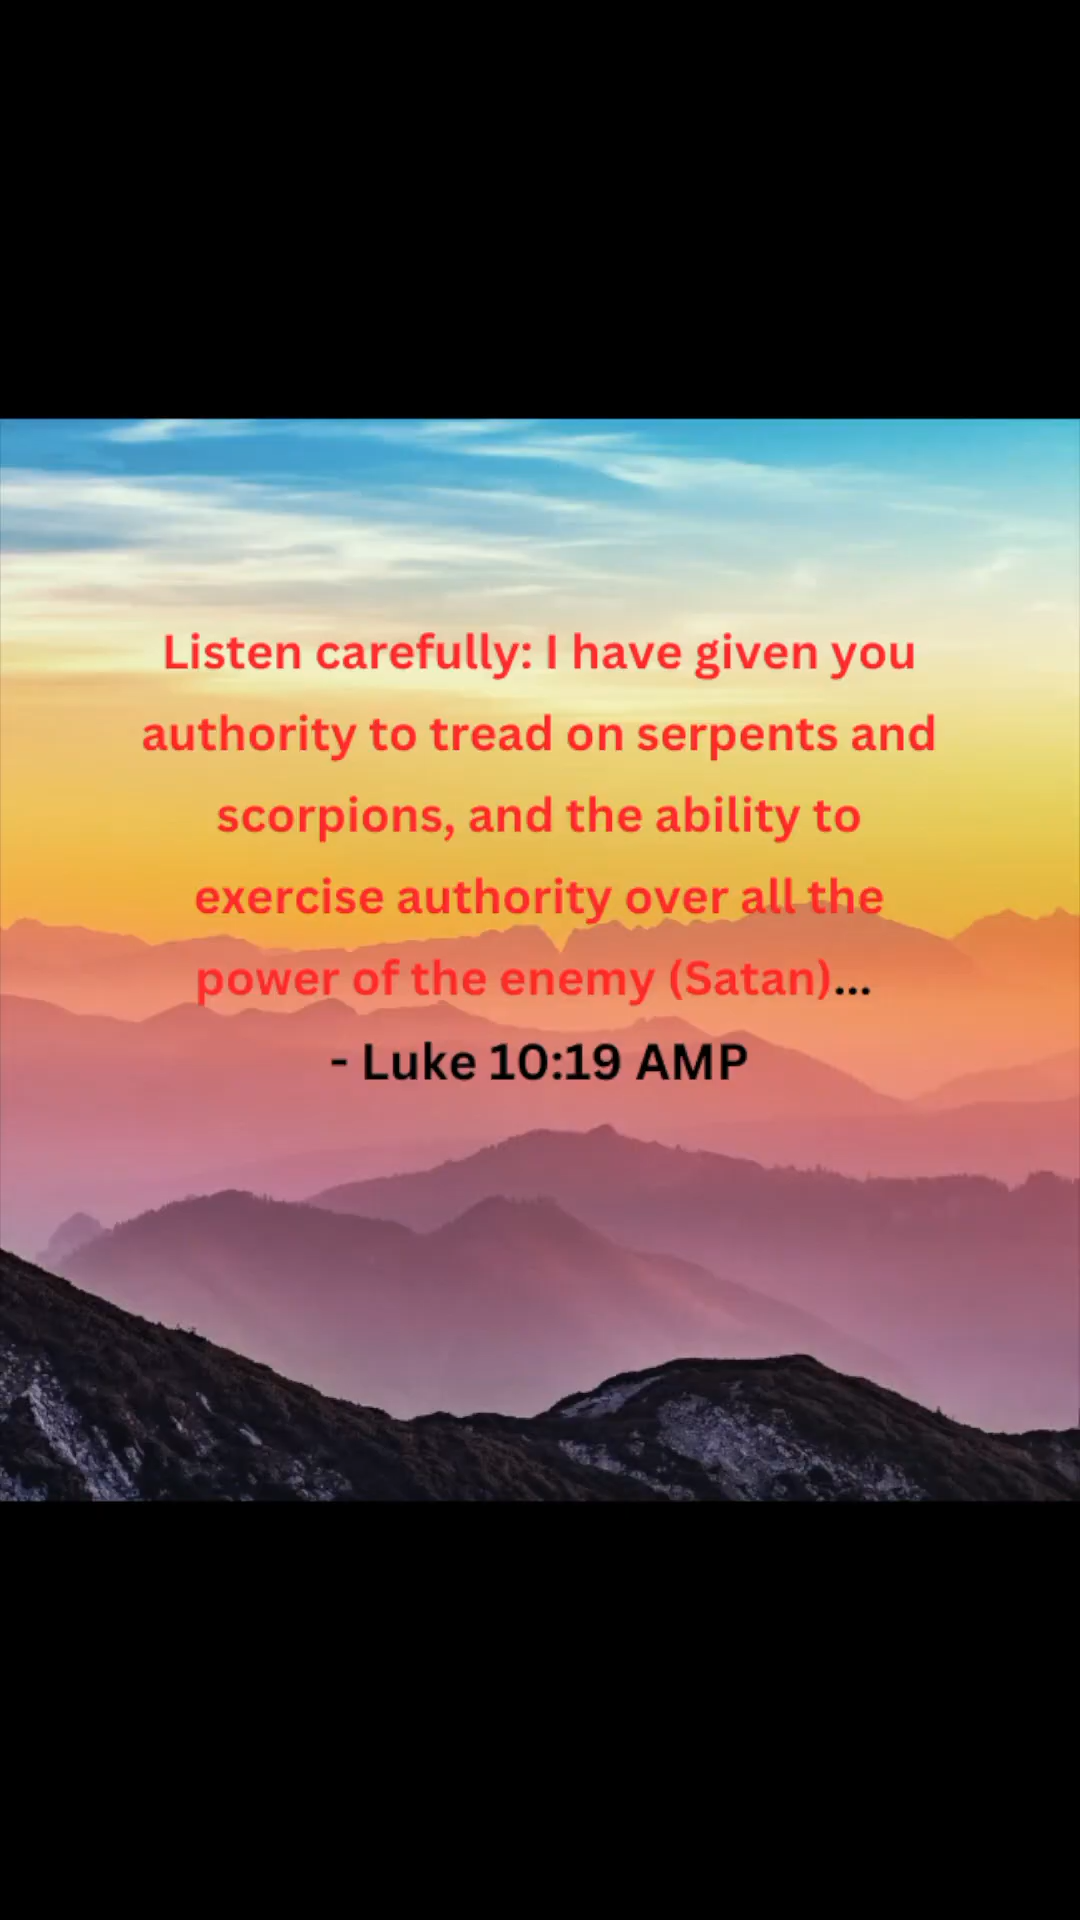 Listen carefully: I have given you
authority to tread on serpents and
scorpions, and the ability to
exercise authority over all the
power of the enemy (Satan)...
- Luke 10:19 AMP